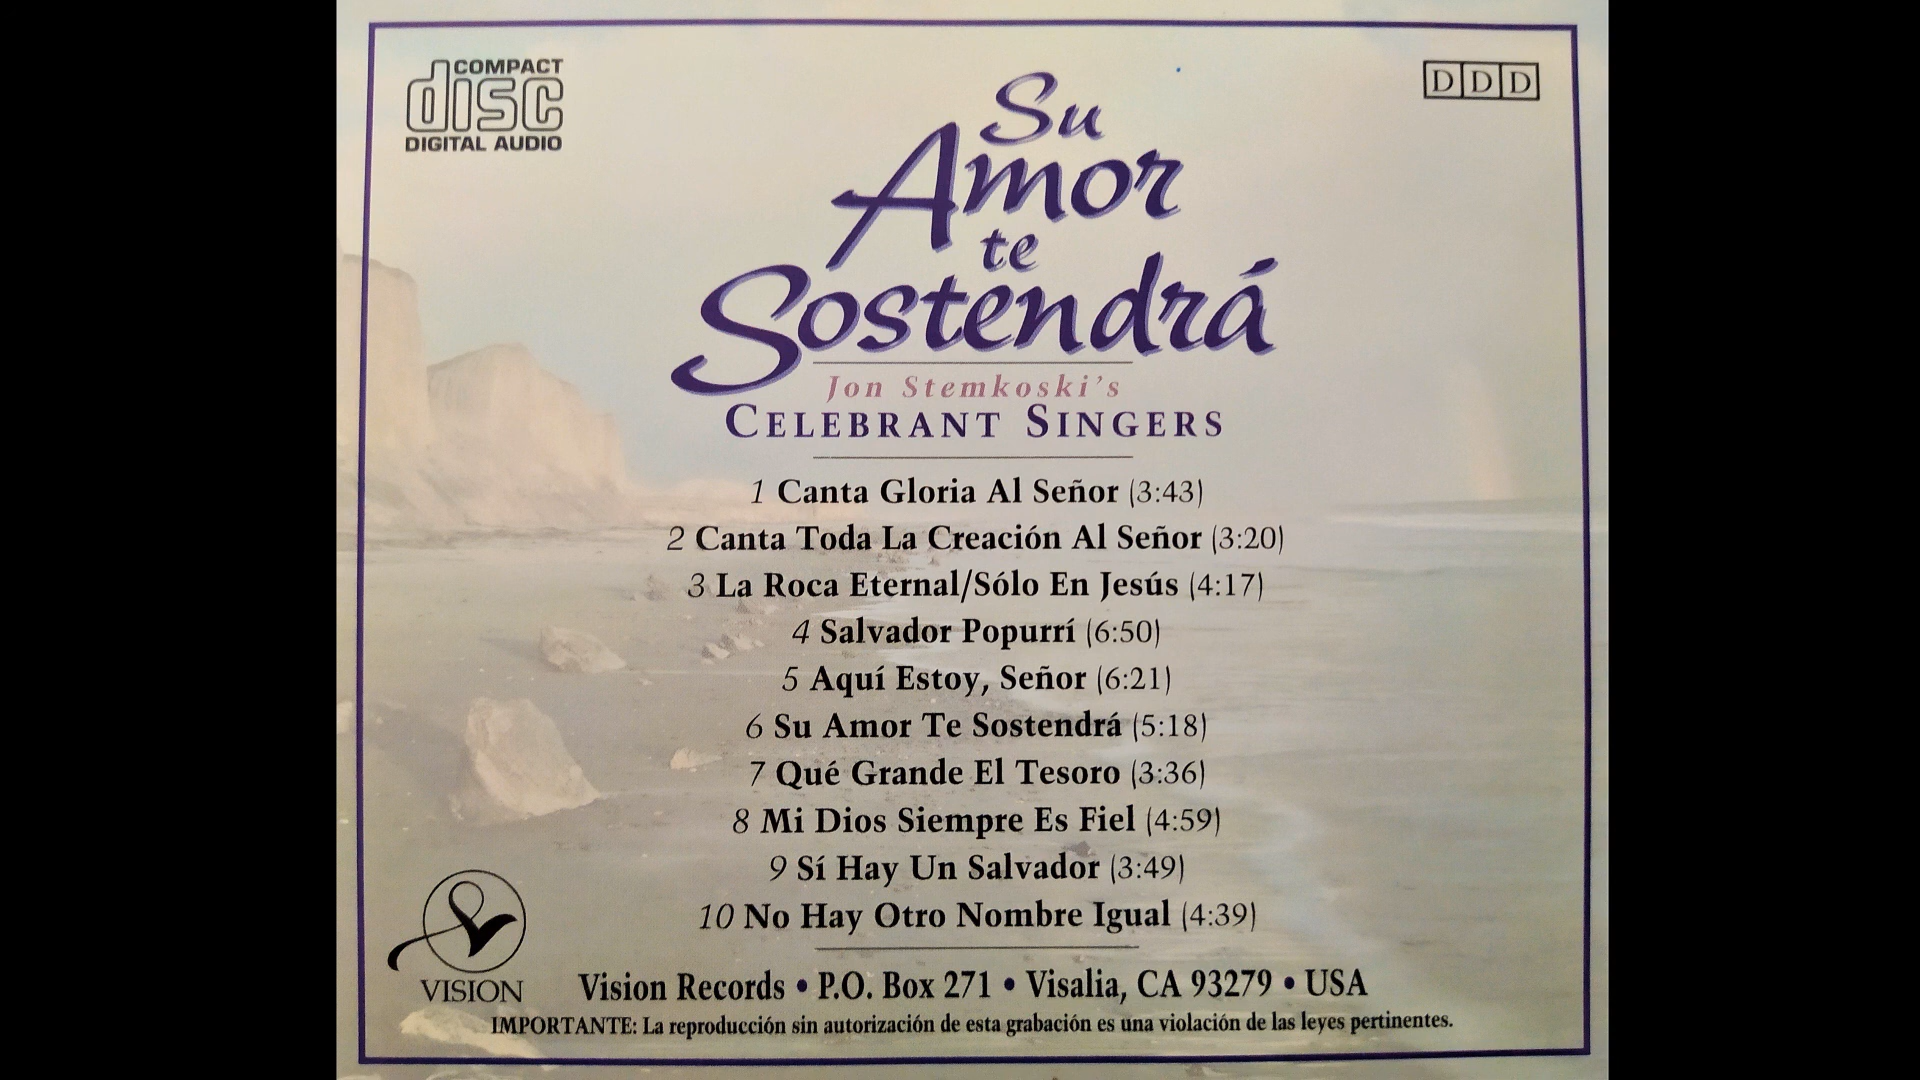 COMPACT
disc
DIGITAL AUDIO
DDD
Su
Amor
te
Sostendrá
Jon Stemkoski's
CELEBRANT SINGERS
1 Canta Gloria Al Señor (3:43)
2 Canta Toda La Creación Al Señor (3:20)
3 La Roca Eternal/Sólo En Jesús (4:17)
4 Salvador Popurrí (6:50)
5 Aquí Estoy, Señor (6:21)
6 Su Amor Te Sostendrá (5:18)
7 Qué Grande El Tesoro (3:36)
8 Mi Dios Siempre Es Fiel (4:59)
9 Sí Hay Un Salvador (3:49)
10 No Hay Otro Nombre Igual (4:39)
VISION
Vision Records • P.O. Box 271 • Visalia, CA 93279 • USA
IMPORTANTE: La reproducción sin autorización de esta grabación es una violación de las leyes pertinentes.